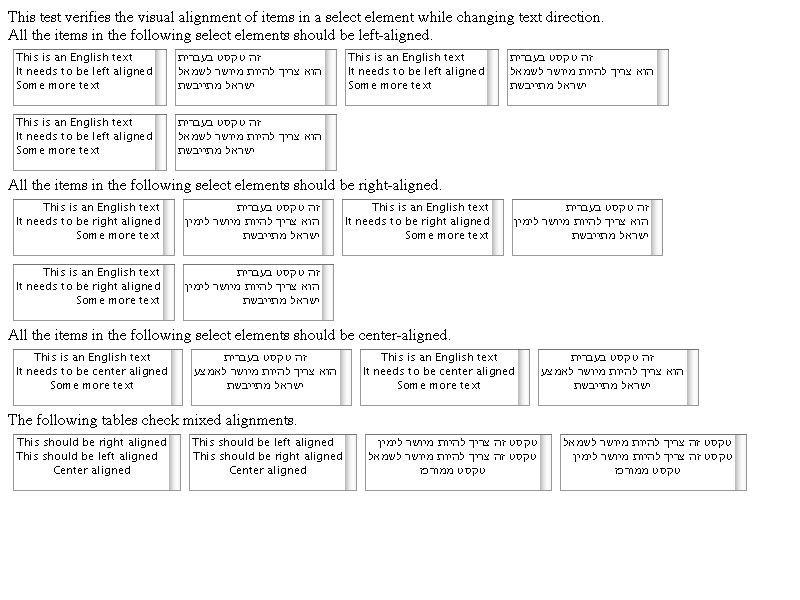 This test verifies the visual alignment of items in a select element while changing text direction.
All the items in the following select elements should be left-aligned.
This is an English text
It needs to be left aligned
Some more text
זה טקסט בעברית
הוא צריך להיות מיושר לשמאל
ישראל מתייבשת
This is an English text
It needs to be left aligned
Some more text
זה טקסט בעברית
הוא צריך להיות מיושר לשמאל
ישראל מתייבשת
This is an English text
It needs to be left aligned
Some more text
זה טקסט בעברית
הוא צריך להיות מיושר לשמאל
ישראל מתייבשת
All the items in the following select elements should be right-aligned.
This is an English text
It needs to be right aligned
Some more text
זה טקסט בעברית
הוא צריך להיות מיושר לימין
ישראל מתייבשת
This is an English text
It needs to be right aligned
Some more text
זה טקסט בעברית
הוא צריך להיות מיושר לימין
ישראל מתייבשת
This is an English text
It needs to be right aligned
Some more text
זה טקסט בעברית
הוא צריך להיות מיושר לימין
ישראל מתייבשת
All the items in the following select elements should be center-aligned.
This is an English text
It needs to be center aligned
Some more text
זה טקסט בעברית
הוא צריך להיות מיושר לאמצע
ישראל מתייבשת
This is an English text
It needs to be center aligned
Some more text
זה טקסט בעברית
הוא צריך להיות מיושר לאמצע
ישראל מתייבשת
The following tables check mixed alignments.
This should be right aligned
This should be left aligned
Center aligned
This should be left aligned
This should be right aligned
Center aligned
טקסט זה צריך להיות מיושר לימין
טקסט זה צריך להיות מיושר לשמאל
טקסט ממורכז
טקסט זה צריך להיות מיושר לשמאל
טקסט זה צריך להיות מיושר לימין
טקסט ממורכז